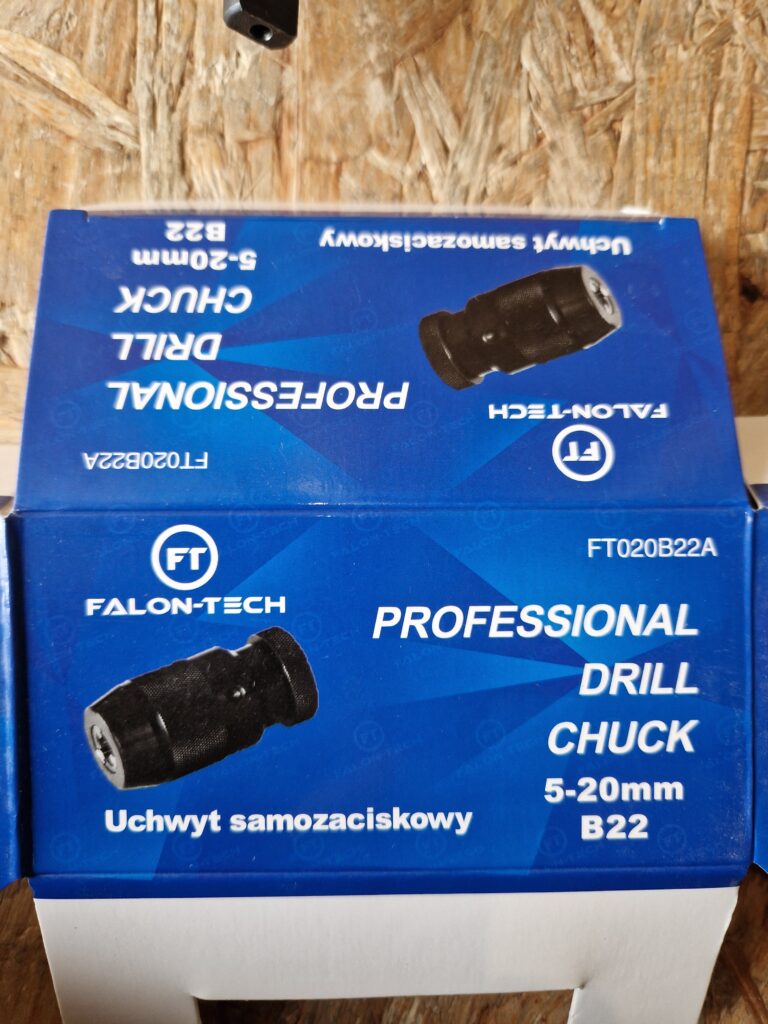 Uchwyt samozaciskowy
B22
5-20mm
CHUCK
DRILL
PROFESSIONAL
FT
FALON-TECH
FT020B22A
FT
FALON-TECH
FT020B22A
PROFESSIONAL
DRILL
CHUCK
5-20mm
B22
Uchwyt samozaciskowy